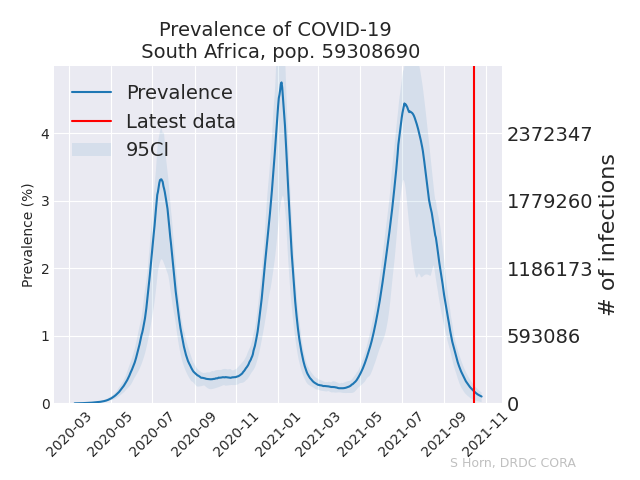 Prevalence of COVID-19
South Africa, pop. 59308690
Prevalence
Latest data
95CI
Prevalence (%)
4
3
2
1
0
2372347
1779260
1186173
593086
0
# of infections
2020-03
2020-05
2020-07
2020-09
2020-11
2021-01
2021-03
2021-05
2021-07
2021-09
2021-11
S Horn, DRDC CORA